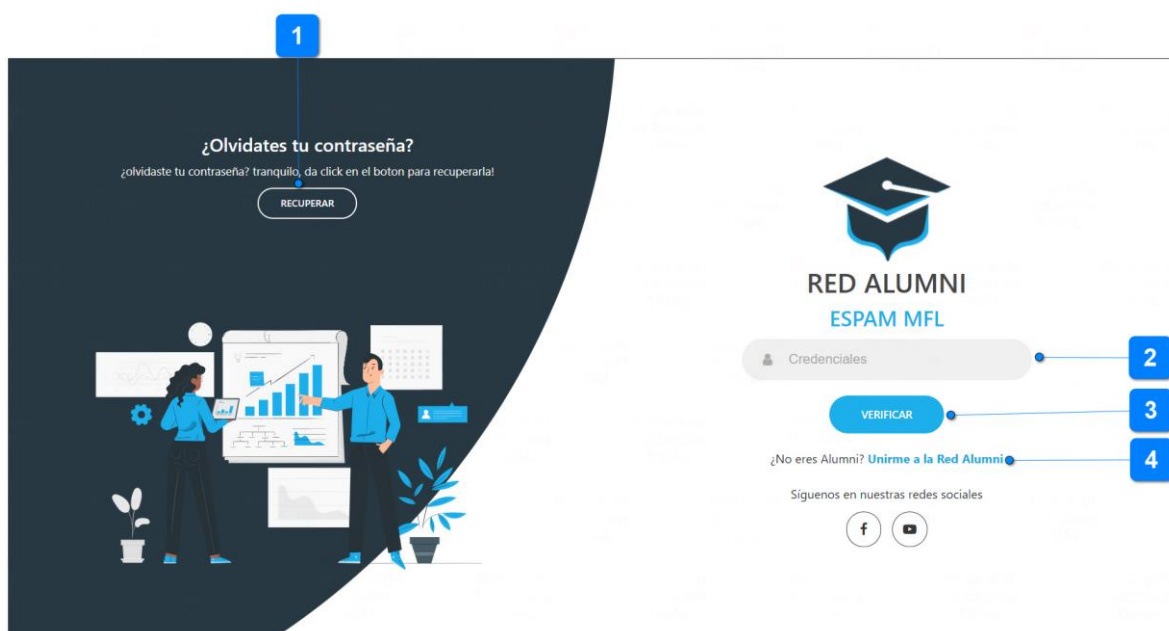 1
¿Olvidates tu contraseña?
¿olvidaste tu contraseña? tranquilo, da click en el boton para recuperarla!
RECUPERAR
RED ALUMNI
ESPAM MFL
Credenciales
2
VERIFICAR
3
¿No eres Alumni? Unirme a la Red Alumni
4
Síguenos en nuestras redes sociales